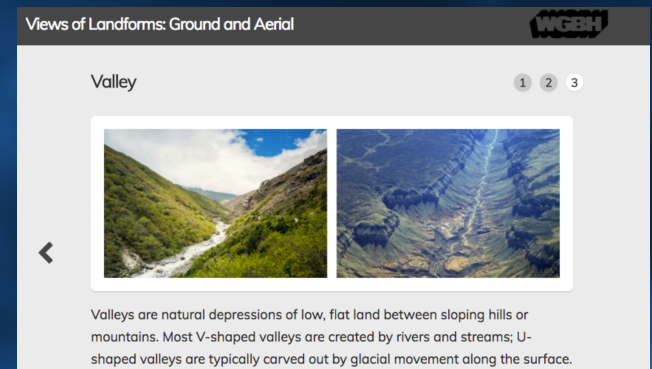 Views of Landforms: Ground and Aerial
WGBH
Valley
1 2 3
Valleys are natural depressions of low, flat land between sloping hills or
mountains. Most V-shaped valleys are created by rivers and streams; U-
shaped valleys are typically carved out by glacial movement along the surface.